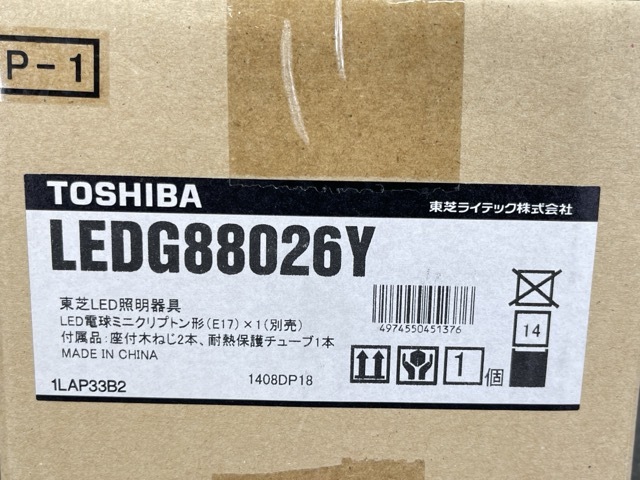 P-1
TOSHIBA
東芝ライテック株式会社
LEDG88026Y
東芝LED照明器具
LED電球ミニクリプトン形(E17)×1(別売)
付属品:座付木ねじ2本、耐熱保護チューブ1本
MADE IN CHINA
4974550451376
14
1個
1LAP33B2
1408DP18